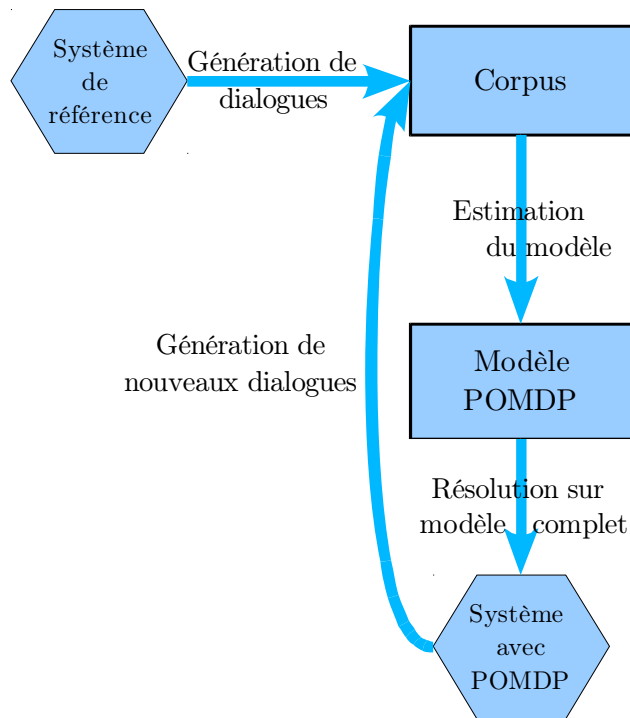 Système
de
référence
Génération de
dialogues
Corpus
Estimation
du modèle
Génération de
nouveaux dialogues
Modèle
POMDP
Résolution sur
modèle complet
Système
avec
POMDP